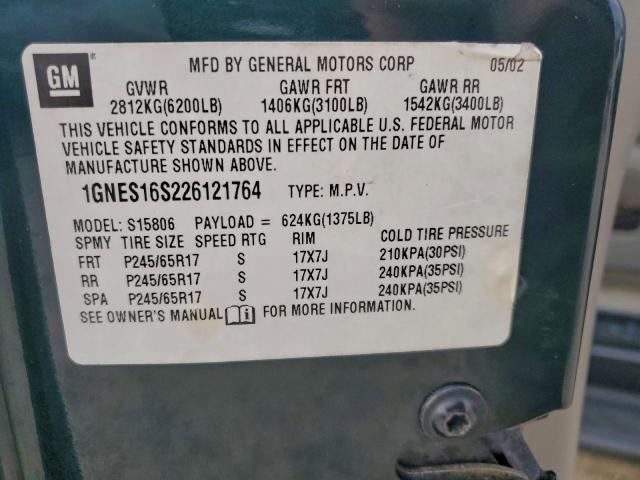 GM
MFD BY GENERAL MOTORS CORP 05/02
GVWR GAWR FRT GAWR RR
2812KG(6200LB) 1406KG(3100LB) 1542KG(3400LB)
THIS VEHICLE CONFORMS TO ALL APPLICABLE U.S. FEDERAL MOTOR
VEHICLE SAFETY STANDARDS IN EFFECT ON THE DATE OF
MANUFACTURE SHOWN ABOVE.
1GNES16S226121764 TYPE: M.P.V.
MODEL: S15806 PAYLOAD = 624KG(1375LB)
SPMY TIRE SIZE SPEED RTG RIM COLD TIRE PRESSURE
FRT P245/65R17 S 17X7J 210KPA(30PSI)
RR P245/65R17 S 17X7J 240KPA(35PSI)
SPA P245/65R17 S 17X7J 240KPA(35PSI)
SEE OWNER'S MANUAL FOR MORE INFORMATION.